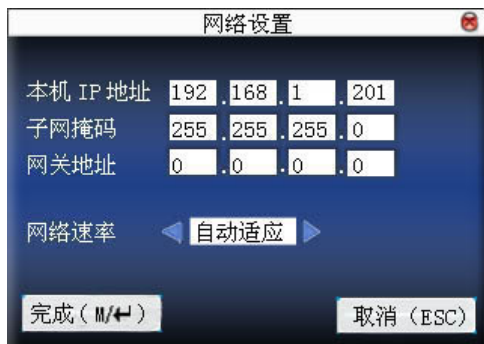 网络设置
本机 IP 地址 192 .168 .1 .201
子网掩码 255 .255 .255 .0
网关地址 0 .0 .0 .0
网络速率 自动适应
完成(M/↵) 取消 (ESC)